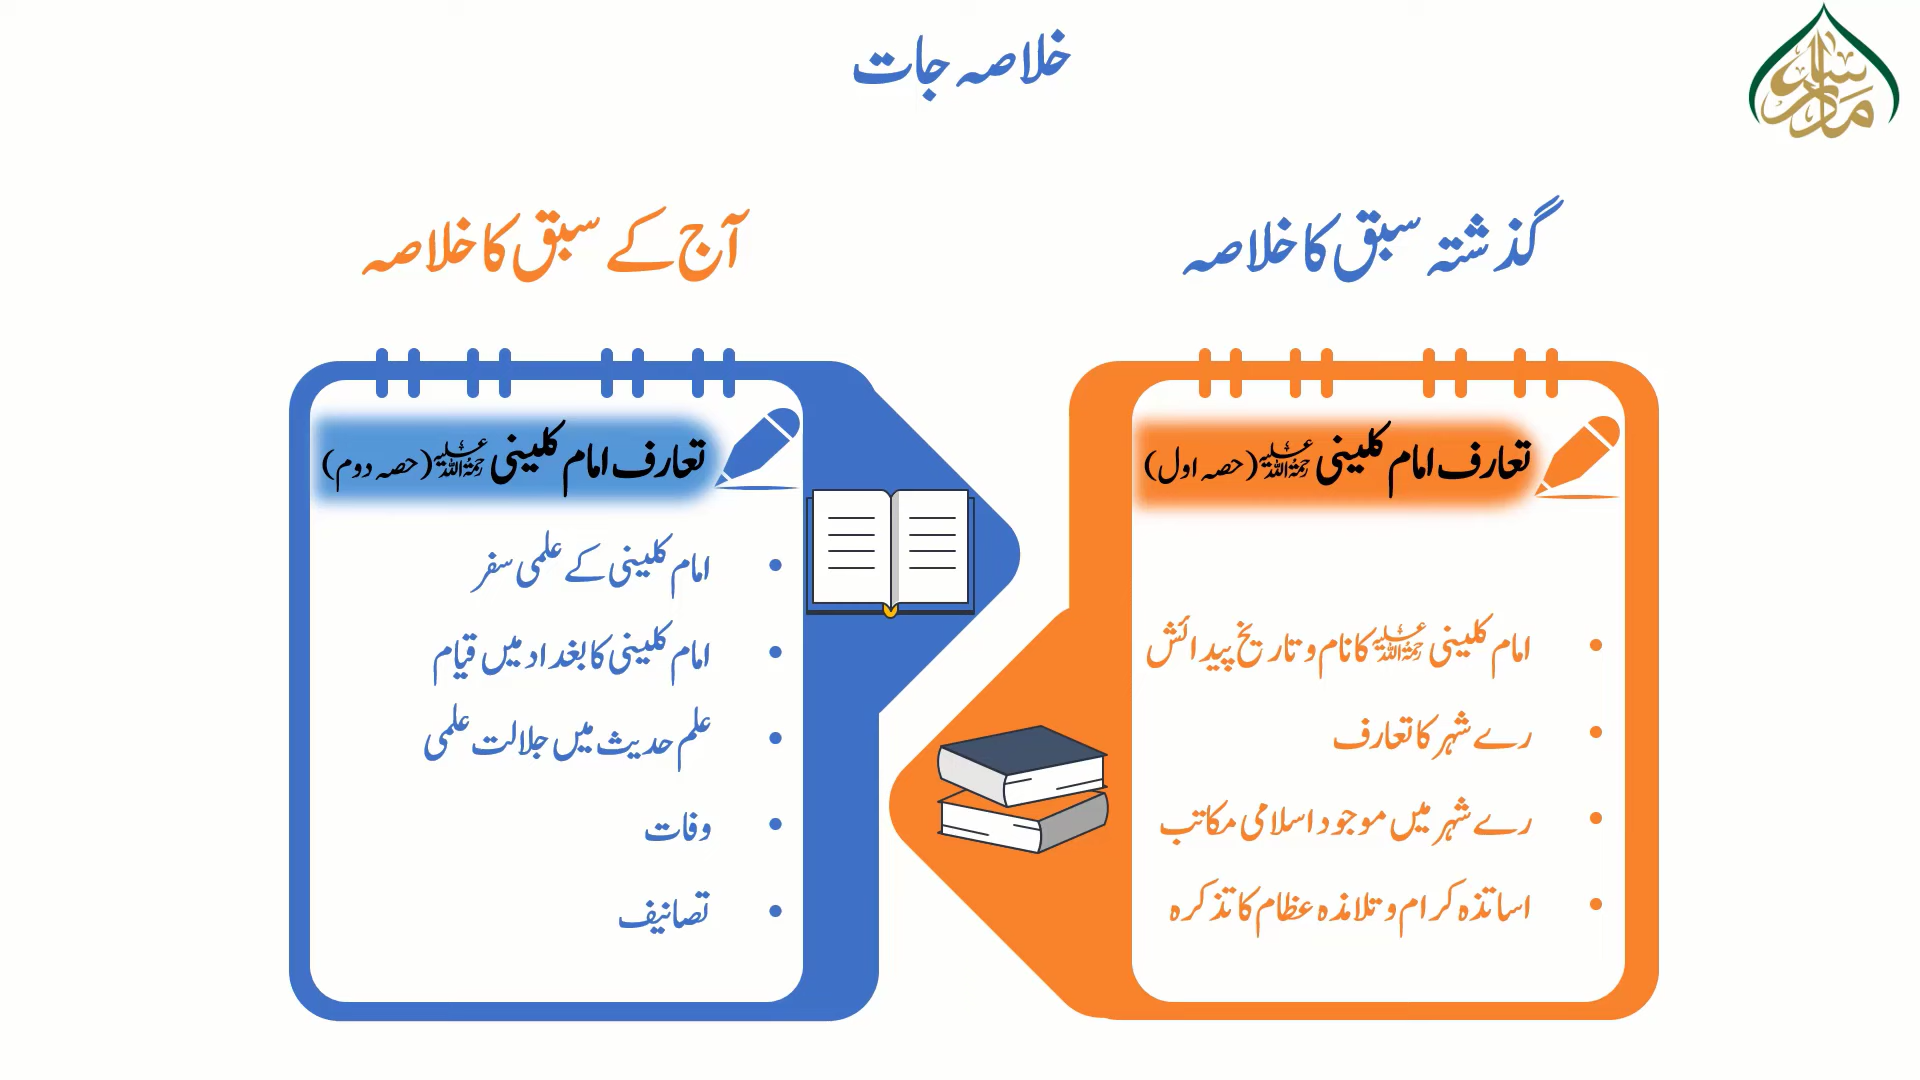 خلاصہ جات
گذشتہ سبق کا خلاصہ
تعارف امام کلینی رحمۃ اللہ علیہ (حصہ اول)
امام کلینی رحمۃ اللہ علیہ کا نام و تاریخ پیدائش
رے شہر کا تعارف
رے شہر میں موجود اسلامی مکاتب
اساتذہ کرام و تلامذہ عظام کا تذکرہ
آج کے سبق کا خلاصہ
تعارف امام کلینی رحمۃ اللہ علیہ (حصہ دوم)
امام کلینی کے علمی سفر
امام کلینی کا بغداد میں قیام
علم حدیث میں جلالت علمی
وفات
تصانیف